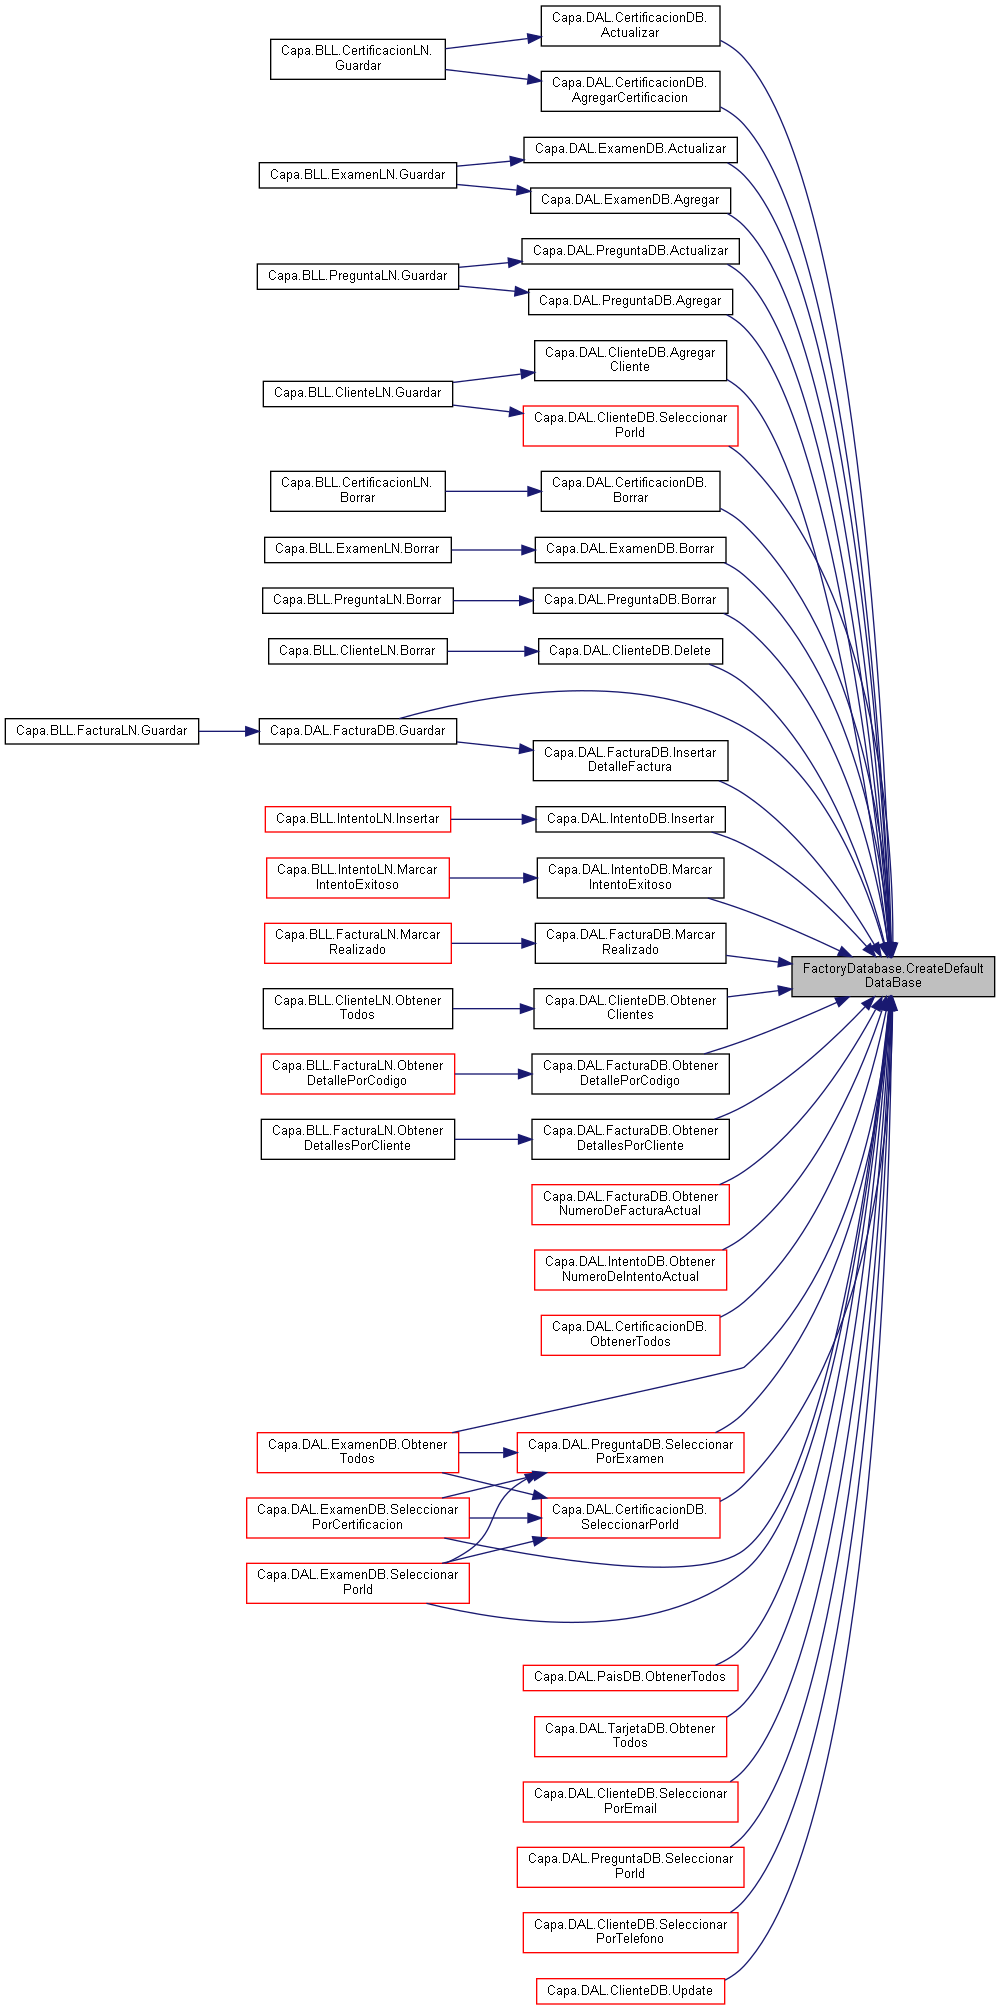 Capa.DAL.CertificacionDB.
Actualizar
Capa.BLL.CertificacionLN.
Guardar
Capa.DAL.CertificacionDB.
AgregarCertificacion
Capa.DAL.ExamenDB.Actualizar
Capa.BLL.ExamenLN.Guardar
Capa.DAL.ExamenDB.Agregar
Capa.DAL.PreguntaDB.Actualizar
Capa.BLL.PreguntaLN.Guardar
Capa.DAL.PreguntaDB.Agregar
Capa.DAL.ClienteDB.Agregar
Cliente
Capa.BLL.ClienteLN.Guardar
Capa.DAL.ClienteDB.Seleccionar
PorId
Capa.BLL.CertificacionLN.
Borrar
Capa.DAL.CertificacionDB.
Borrar
Capa.BLL.ExamenLN.Borrar
Capa.DAL.ExamenDB.Borrar
Capa.BLL.PreguntaLN.Borrar
Capa.DAL.PreguntaDB.Borrar
Capa.BLL.ClienteLN.Borrar
Capa.DAL.ClienteDB.Delete
Capa.BLL.FacturaLN.Guardar
Capa.DAL.FacturaDB.Guardar
Capa.DAL.FacturaDB.Insertar
DetalleFactura
Capa.BLL.IntentoLN.Insertar
Capa.DAL.IntentoDB.Insertar
Capa.BLL.IntentoLN.Marcar
IntentoExitoso
Capa.DAL.IntentoDB.Marcar
IntentoExitoso
Capa.BLL.FacturaLN.Marcar
Realizado
Capa.DAL.FacturaDB.Marcar
Realizado
FactoryDatabase.CreateDefault
DataBase
Capa.BLL.ClienteLN.Obtener
Todos
Capa.DAL.ClienteDB.Obtener
Clientes
Capa.BLL.FacturaLN.Obtener
DetallePorCodigo
Capa.DAL.FacturaDB.Obtener
DetallePorCodigo
Capa.BLL.FacturaLN.Obtener
DetallesPorCliente
Capa.DAL.FacturaDB.Obtener
DetallesPorCliente
Capa.DAL.FacturaDB.Obtener
NumeroDeFacturaActual
Capa.DAL.IntentoDB.Obtener
NumeroDeIntentoActual
Capa.DAL.CertificacionDB.
ObtenerTodos
Capa.DAL.ExamenDB.Obtener
Todos
Capa.DAL.PreguntaDB.Seleccionar
PorExamen
Capa.DAL.ExamenDB.Seleccionar
PorCertificacion
Capa.DAL.CertificacionDB.
SeleccionarPorId
Capa.DAL.ExamenDB.Seleccionar
PorId
Capa.DAL.PaisDB.ObtenerTodos
Capa.DAL.TarjetaDB.Obtener
Todos
Capa.DAL.ClienteDB.Seleccionar
PorEmail
Capa.DAL.PreguntaDB.Seleccionar
PorId
Capa.DAL.ClienteDB.Seleccionar
PorTelefono
Capa.DAL.ClienteDB.Update